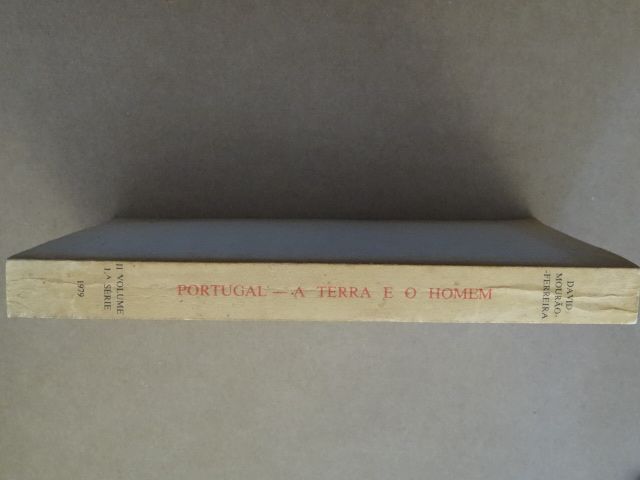 II VOLUME
1.A SÉRIE
1979
PORTUGAL — A TERRA E O HOMEM
DAVID
MOURÃO-
-FERREIRA